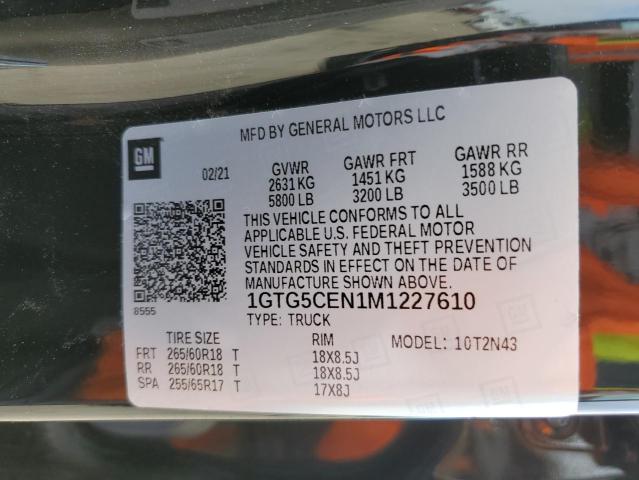 MFD BY GENERAL MOTORS LLC
GM
02/21 GVWR GAWR FRT GAWR RR
2631 KG 1451 KG 1588 KG
5800 LB 3200 LB 3500 LB
THIS VEHICLE CONFORMS TO ALL
APPLICABLE U.S. FEDERAL MOTOR
VEHICLE SAFETY AND THEFT PREVENTION
STANDARDS IN EFFECT ON THE DATE OF
MANUFACTURE SHOWN ABOVE.
8555
1GTG5CEN1M1227610
TYPE: TRUCK
TIRE SIZE RIM MODEL: 10T2N43
FRT 265/60R18 T 18X8.5J
RR 265/60R18 T 18X8.5J
SPA 255/65R17 T 17X8J